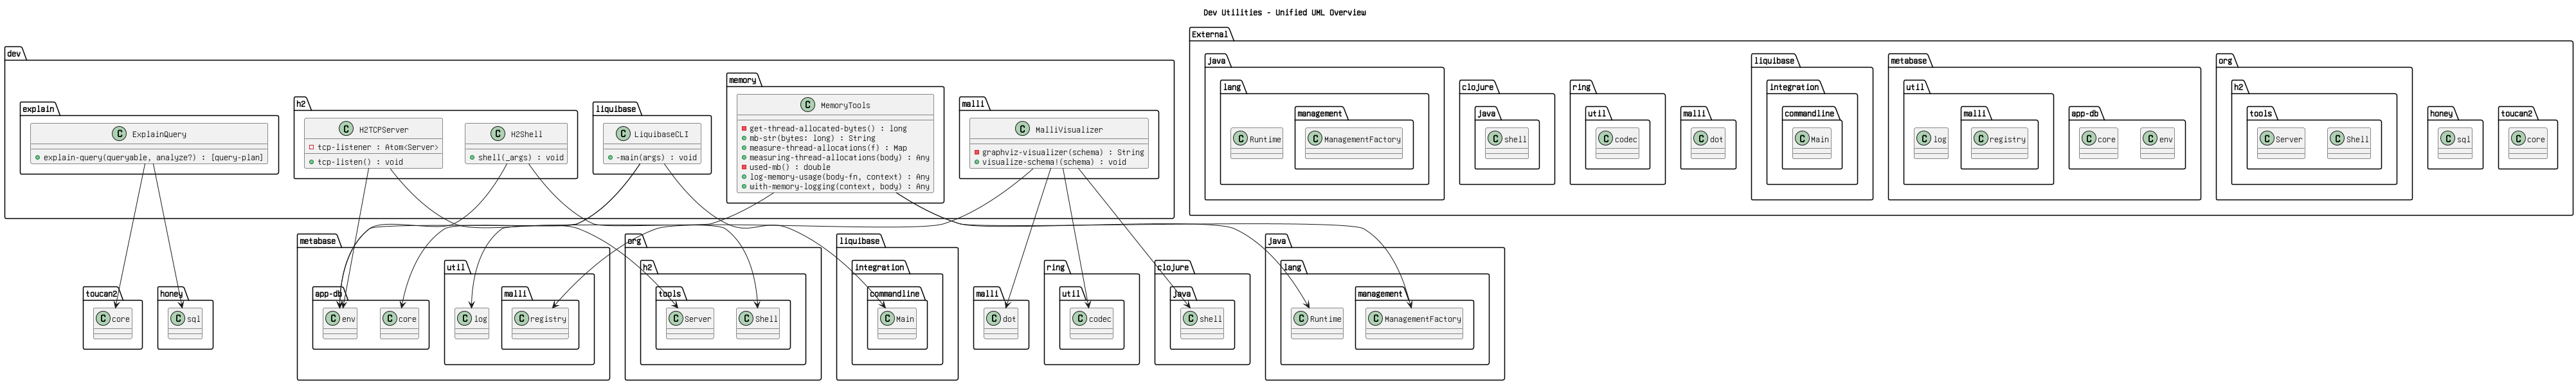 Dev Utilities - Unified UML Overview
dev
explain
C ExplainQuery
explain-query(queryable, analyze?) : [query-plan]
h2
C H2TCPServer
tcp-listener : Atom<Server>
tcp-listen() : void
C H2Shell
shell(_args) : void
liquibase
C LiquibaseCLI
-main(args) : void
memory
C MemoryTools
get-thread-allocated-bytes() : long
mb-str(bytes: long) : String
measure-thread-allocations(f) : Map
measuring-thread-allocations(body) : Any
used-mb() : double
log-memory-usage(body-fn, context) : Any
with-memory-logging(context, body) : Any
malli
C MalliVisualizer
graphviz-visualizer(schema) : String
visualize-schema!(schema) : void
External
java
lang
C Runtime
management
C ManagementFactory
clojure
java
C shell
ring
util
C codec
malli
C dot
liquibase
integration
commandline
C Main
metabase
util
C log
malli
C registry
app-db
C core
C env
org
h2
tools
C Server
C Shell
honey
C sql
toucan2
C core
toucan2
C core
honey
C sql
metabase
app-db
C env
C core
util
C log
malli
C registry
org
h2
tools
C Server
C Shell
liquibase
integration
commandline
C Main
malli
C dot
ring
util
C codec
clojure
java
C shell
java
lang
C Runtime
management
C ManagementFactory